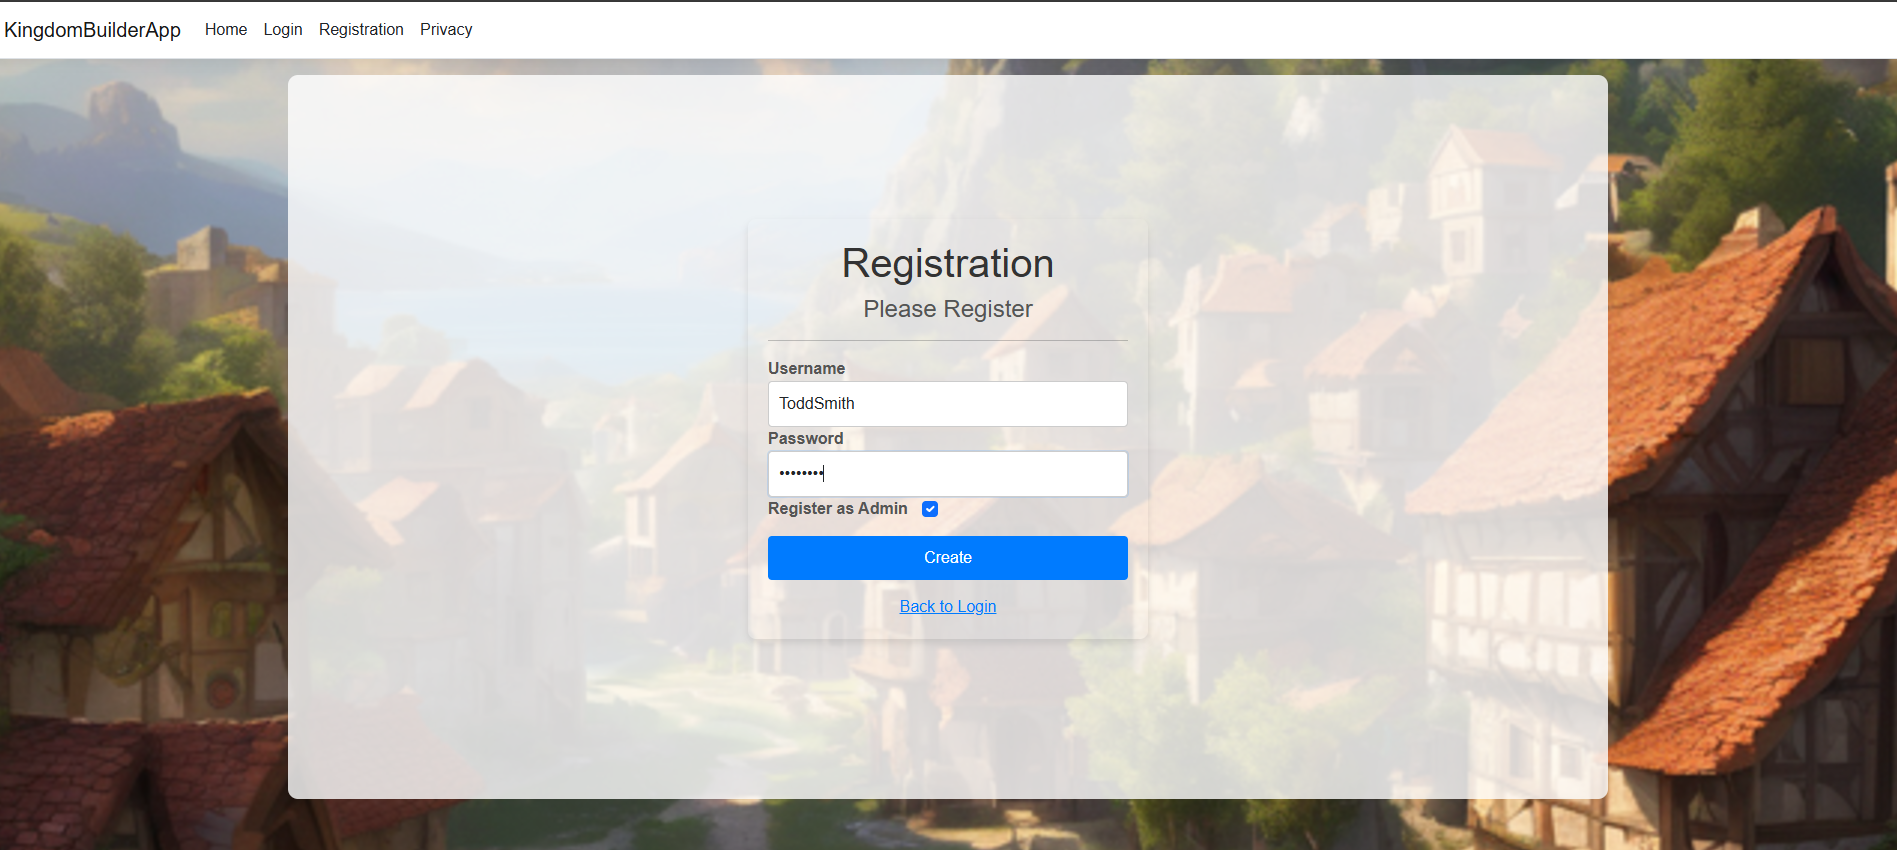 KingdomBuilderApp Home Login Registration Privacy
Registration
Please Register
Username
ToddSmith
Password
••••••••
Register as Admin
Create
Back to Login